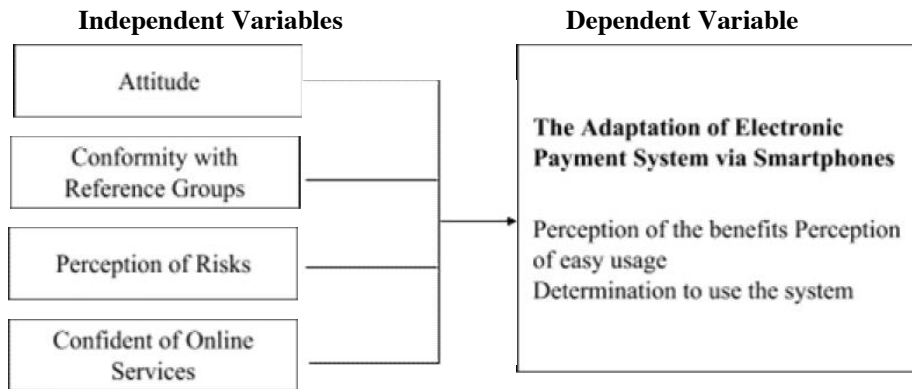 Independent Variables
Dependent Variable
Attitude
Conformity with
Reference Groups
Perception of Risks
Confident of Online
Services
The Adaptation of Electronic
Payment System via Smartphones
Perception of the benefits Perception
of easy usage
Determination to use the system